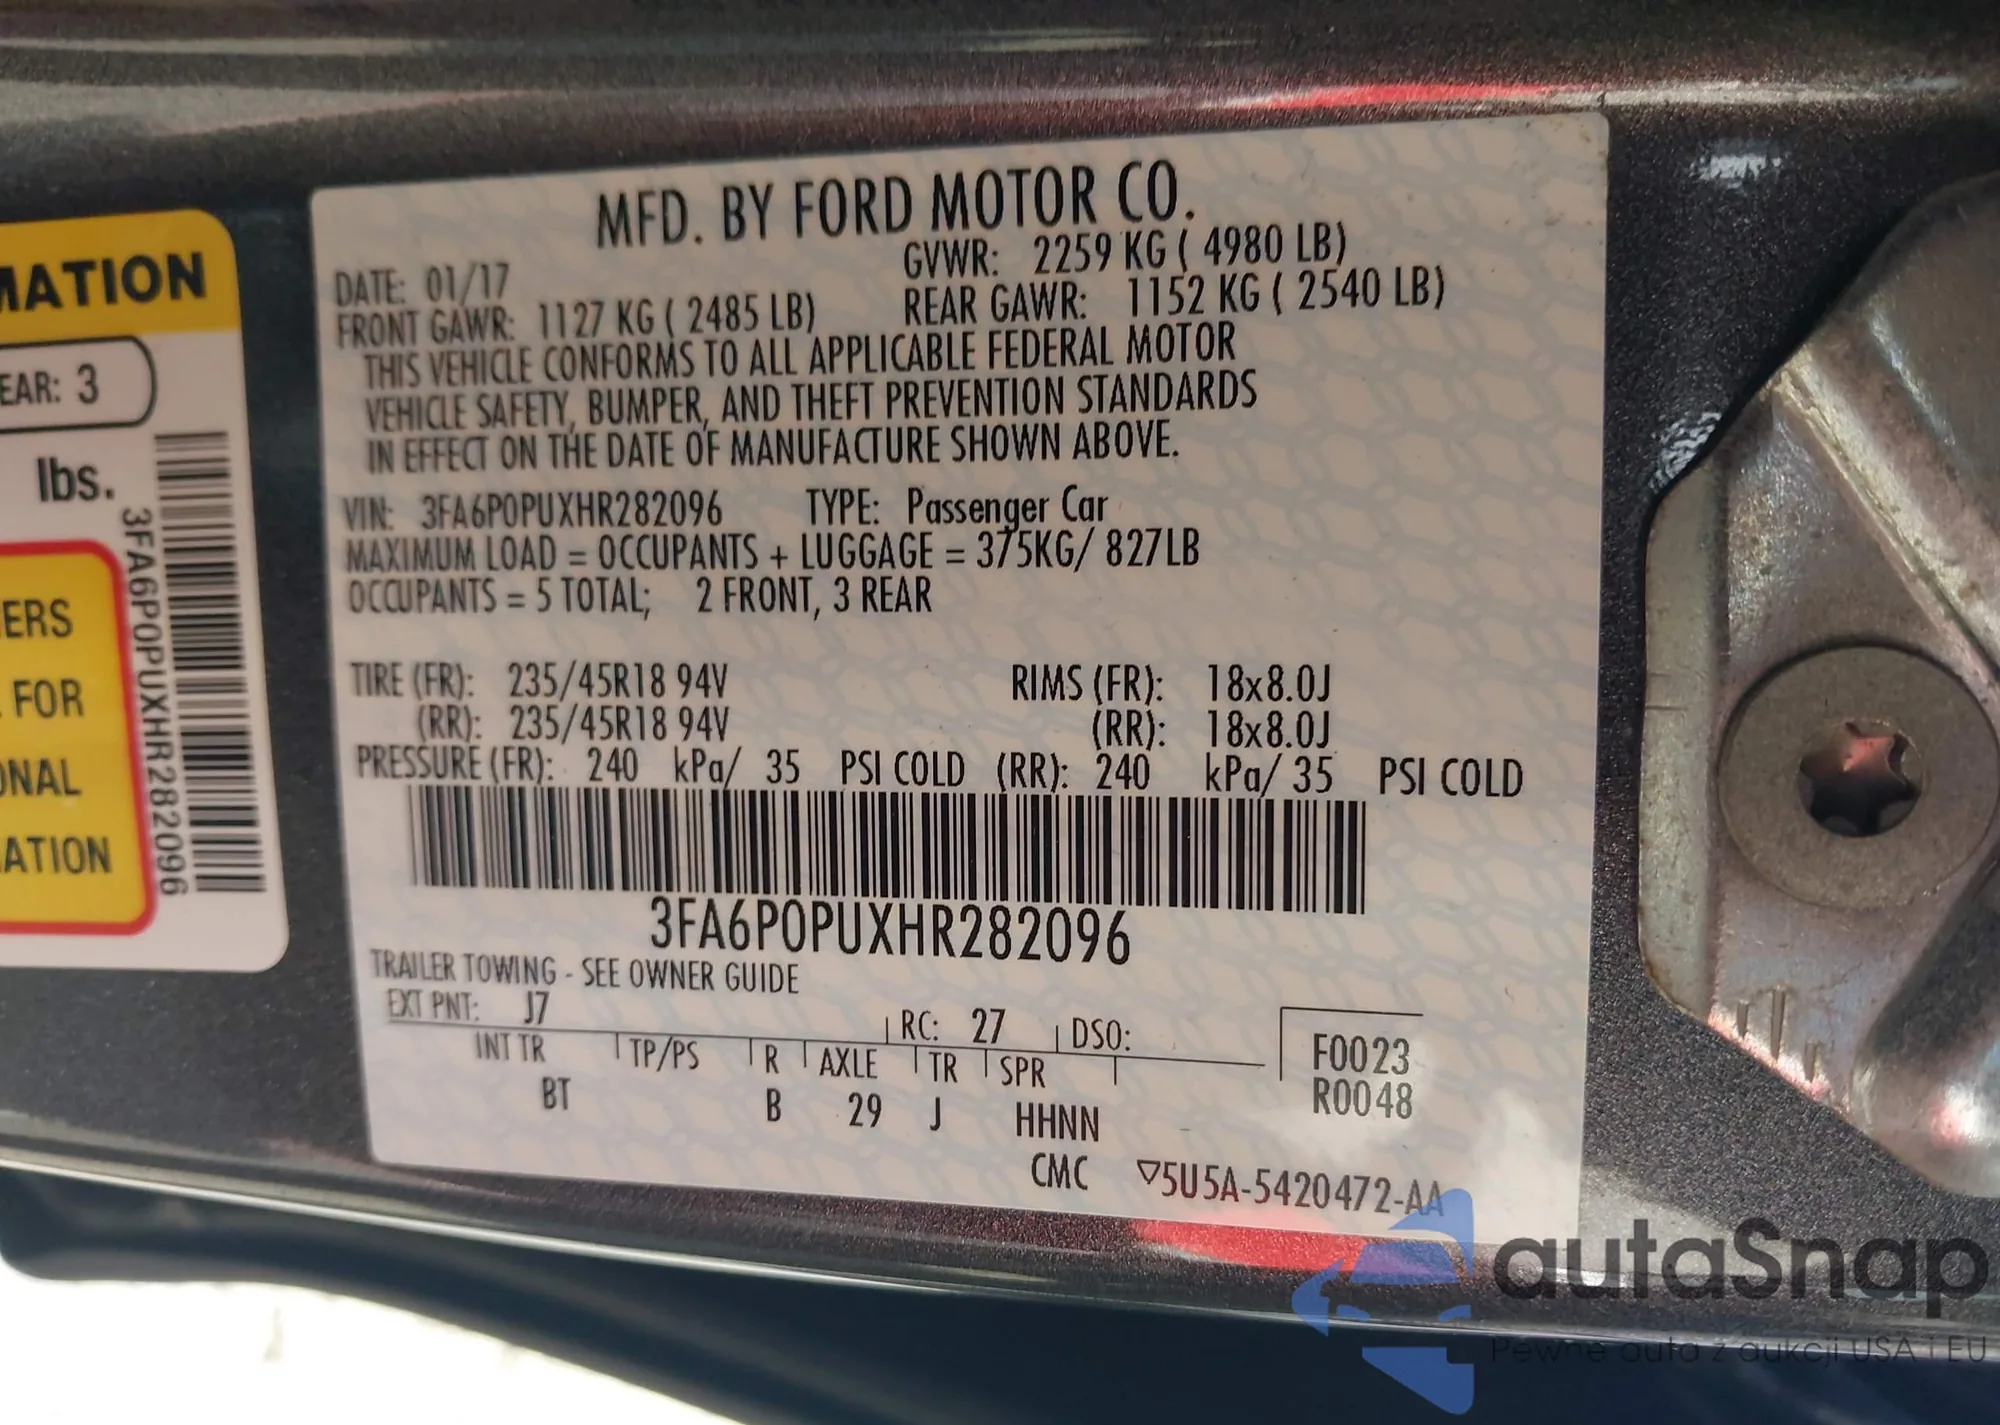 MATION
EAR: 3
lbs.
3FA6P0PUXHR282096
ERS
FOR
ONAL
ATION
MFD. BY FORD MOTOR CO.
DATE: 01/17 GVWR: 2259 KG ( 4980 LB)
FRONT GAWR: 1127 KG ( 2485 LB) REAR GAWR: 1152 KG ( 2540 LB)
THIS VEHICLE CONFORMS TO ALL APPLICABLE FEDERAL MOTOR
VEHICLE SAFETY, BUMPER, AND THEFT PREVENTION STANDARDS
IN EFFECT ON THE DATE OF MANUFACTURE SHOWN ABOVE.
VIN: 3FA6P0PUXHR282096 TYPE: Passenger Car
MAXIMUM LOAD = OCCUPANTS + LUGGAGE = 375KG/ 827LB
OCCUPANTS = 5 TOTAL; 2 FRONT, 3 REAR
TIRE (FR): 235/45R18 94V RIMS (FR): 18x8.0J
(RR): 235/45R18 94V (RR): 18x8.0J
PRESSURE (FR): 240 kPa/ 35 PSI COLD (RR): 240 kPa/ 35 PSI COLD
3FA6P0PUXHR282096
TRAILER TOWING - SEE OWNER GUIDE
EXT PNT: J7 RC: 27 DSO:
INT TR TP/PS R AXLE TR SPR
BT B 29 J HHNN
F0023
R0048
CMC ▽5U5A-5420472-AA
autaSnap
Pewne auta z aukcji USA i EU